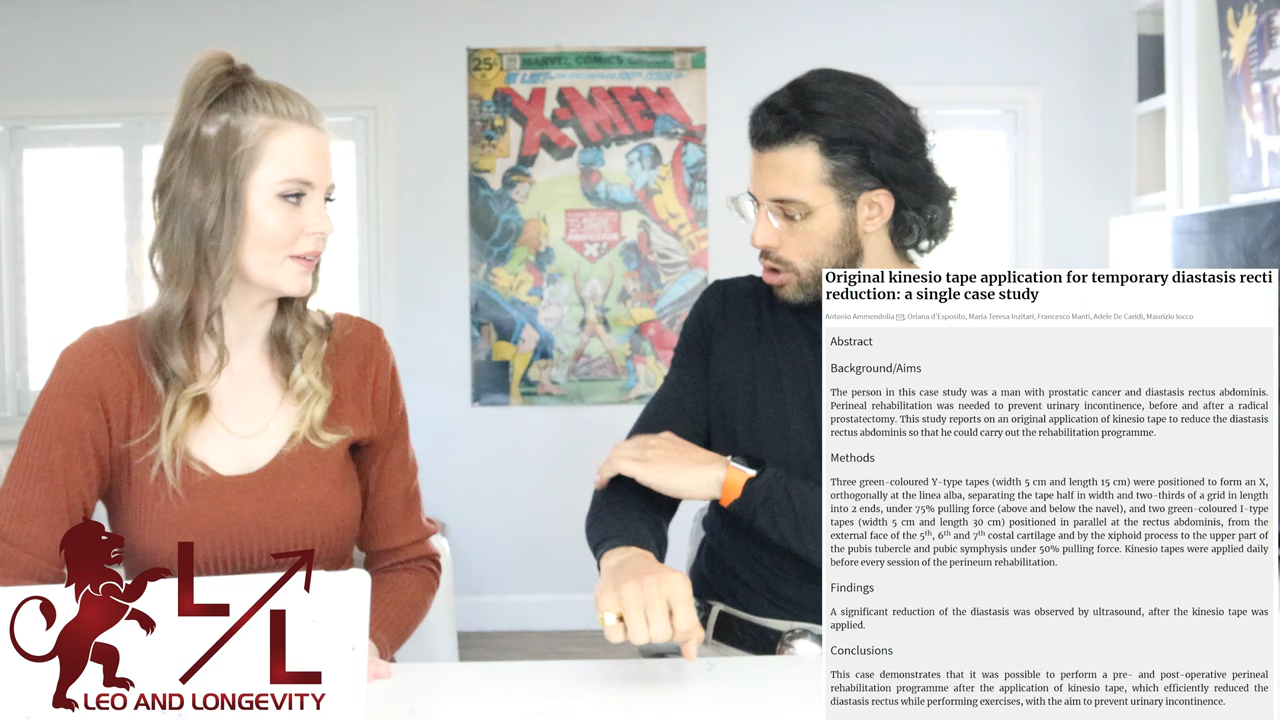 25¢
MARVEL COMICS GROUP
X-MEN
X!
Original kinesio tape application for temporary diastasis recti
reduction: a single case study
Antonio Ammendolia, Oriana d'Esposito, Maria Teresa Inzitari, Francesco Manti, Adele De Caridi, Maurizio Iocco
Abstract
Background/Aims
The person in this case study was a man with prostatic cancer and diastasis rectus abdominis.
Perineal rehabilitation was needed to prevent urinary incontinence, before and after a radical
prostatectomy. This study reports on an original application of kinesio tape to reduce the diastasis
rectus abdominis so that he could carry out the rehabilitation programme.
Methods
Three green-coloured Y-type tapes (width 5 cm and length 15 cm) were positioned to form an X,
orthogonally at the linea alba, separating the tape half in width and two-thirds of a grid in length
into 2 ends, under 75% pulling force (above and below the navel), and two green-coloured I-type
tapes (width 5 cm and length 30 cm) positioned in parallel at the rectus abdominis, from the
external face of the 5th, 6th and 7th costal cartilage and by the xiphoid process to the upper part of
the pubis tubercle and pubic symphysis under 50% pulling force. Kinesio tapes were applied daily
before every session of the perineum rehabilitation.
Findings
A significant reduction of the diastasis was observed by ultrasound, after the kinesio tape was
applied.
Conclusions
This case demonstrates that it was possible to perform a pre- and post-operative perineal
rehabilitation programme after the application of kinesio tape, which efficiently reduced the
diastasis rectus while performing exercises, with the aim to prevent urinary incontinence.
L L
LEO AND LONGEVITY